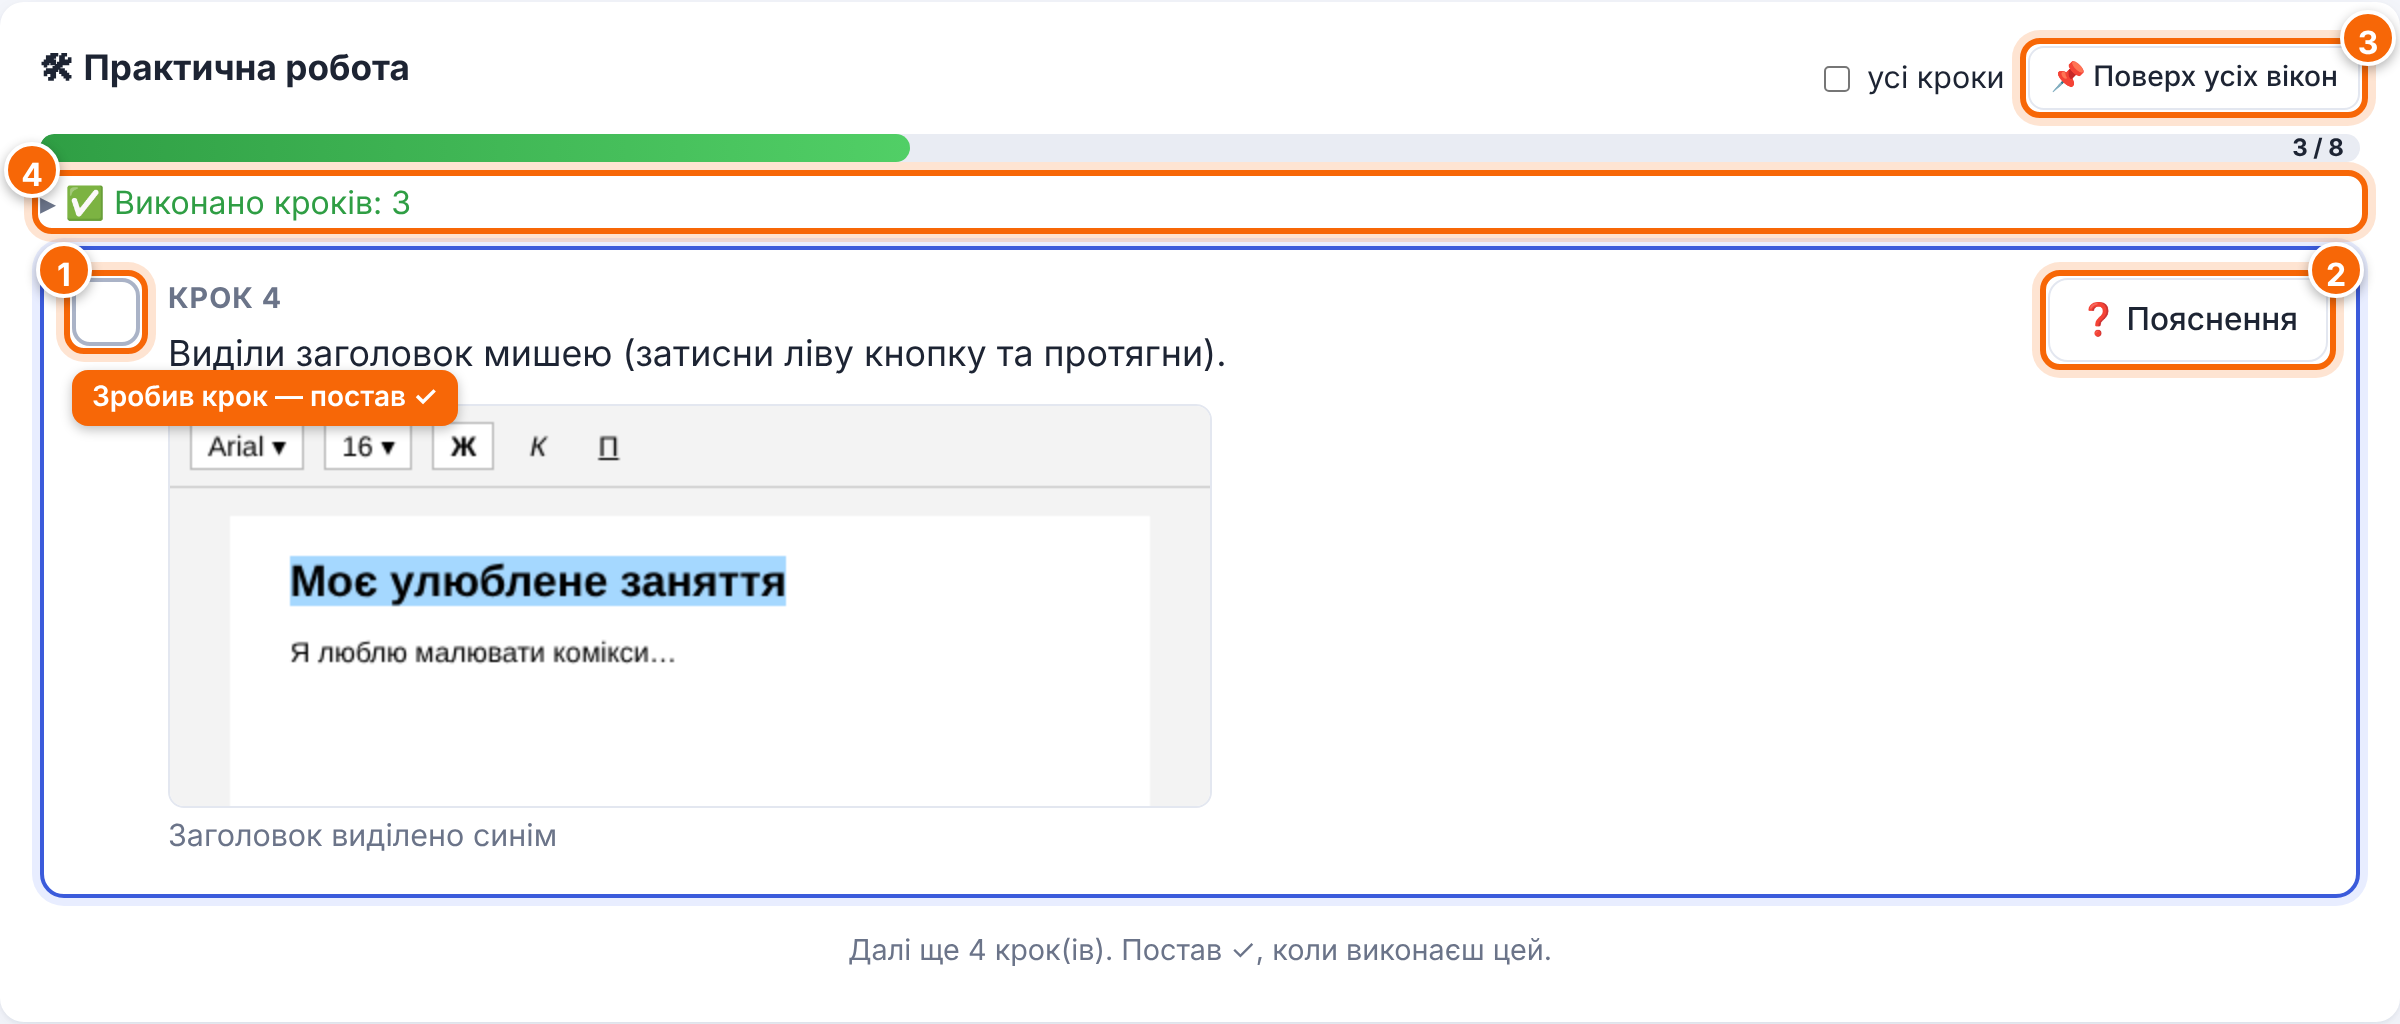 🛠 Практична робота
усі кроки
📌 Поверх усіх вікон
3
3 / 8
4
✅ Виконано кроків: 3
1
КРОК 4
❓ Пояснення
2
Виділи заголовок мишею (затисни ліву кнопку та протягни).
Зробив крок — постав ✓
Arial ▾ 16 ▾ Ж К П
Моє улюблене заняття
Я люблю малювати комікси…
Заголовок виділено синім
Далі ще 4 крок(ів). Постав ✓, коли виконаєш цей.